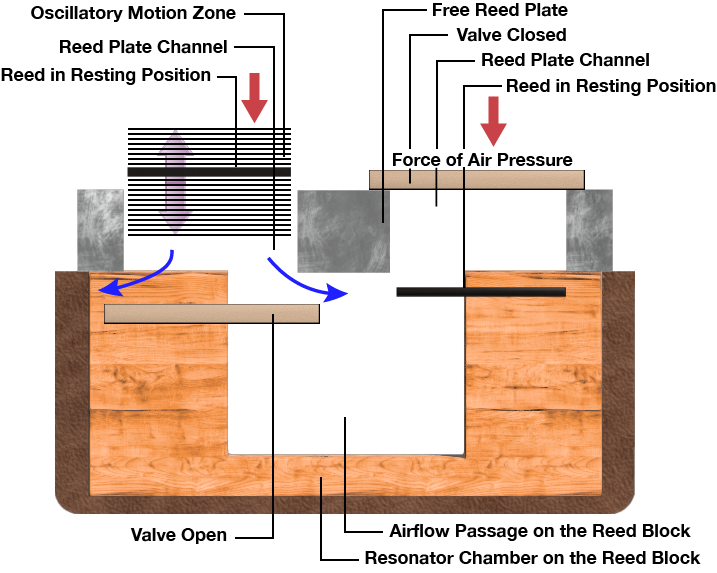 Oscillatory Motion Zone
Reed Plate Channel
Reed in Resting Position
Free Reed Plate
Valve Closed
Reed Plate Channel
Reed in Resting Position
Force of Air Pressure
Valve Open
Airflow Passage on the Reed Block
Resonator Chamber on the Reed Block